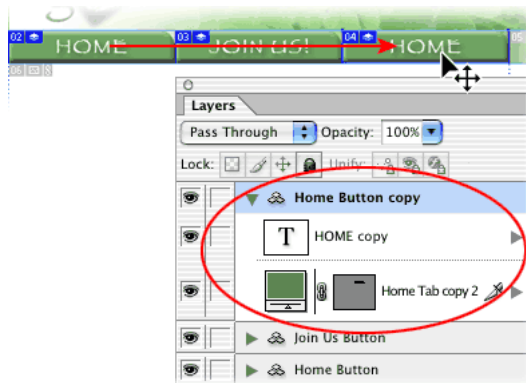 02 03 04 05
HOME JOIN US! HOME
06
Layers
Pass Through Opacity: 100%
Lock: Unify:
Home Button copy
T HOME copy
Home Tab copy 2
Join Us Button
Home Button